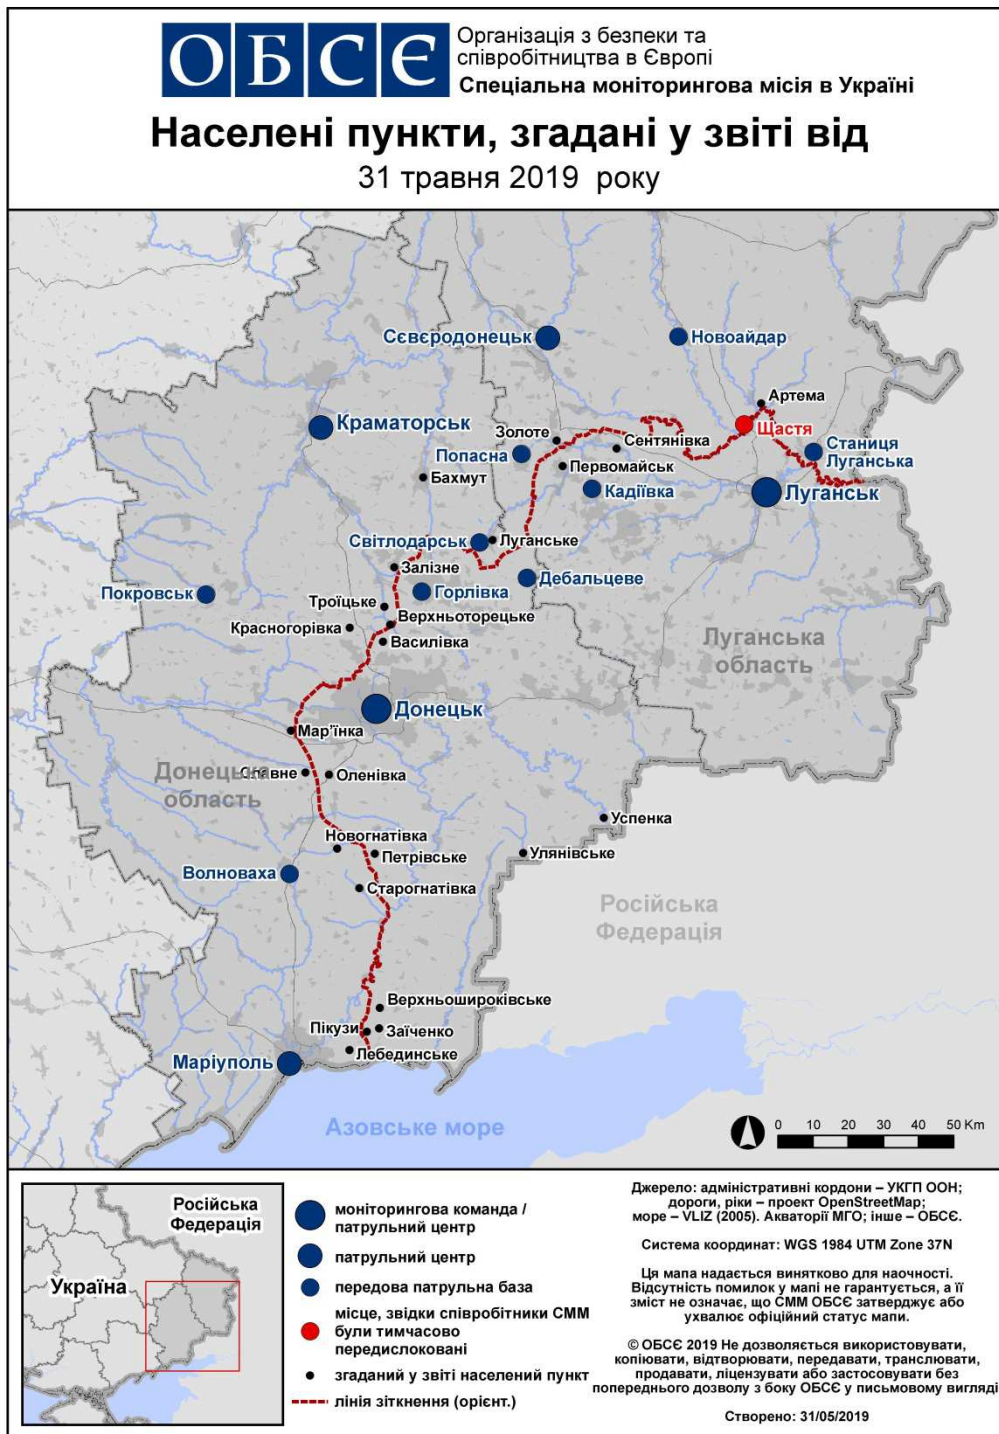 ОБСЄ
Організація з безпеки та
співробітництва в Європі
Спеціальна моніторингова місія в Україні
Населені пункти, згадані у звіті від
31 травня 2019 року
Сєвєродонецьк
Новоайдар
Артема
Краматорськ
Щастя
Золоте
Сентянівка
Станиця
Луганська
Попасна
Первомайськ
Бахмут
Кадіївка
Луганськ
Світлодарськ
Луганське
Залізне
Дебальцеве
Покровськ
Горлівка
Троїцьке
Верхньоторецьке
Красногорівка
Василівка
Луганська
область
Донецьк
Мар'їнка
Донецька
область
Славне
Оленівка
Успенка
Новогнатівка
Петрівське
Улянівське
Волноваха
Старогнатівка
Російська
Федерація
Верхньошироківське
Пікузи
Заїченко
Лебединське
Маріуполь
Азовське море
0 10 20 30 40 50 Km
Російська
Федерація
Україна
моніторингова команда /
патрульний центр
патрульний центр
передова патрульна база
місце, звідки співробітники СММ
були тимчасово
передислоковані
згаданий у звіті населений пункт
лінія зіткнення (орієнт.)
Джерело: адміністративні кордони – УКГП ООН;
дороги, ріки – проект OpenStreetMap;
море – VLIZ (2005). Акваторії МГО; інше – ОБСЄ.
Система координат: WGS 1984 UTM Zone 37N
Ця мапа надається винятково для наочності.
Відсутність помилок у мапі не гарантується, а її
зміст не означає, що СММ ОБСЄ затверджує або
ухвалює офіційний статус мапи.
© ОБСЄ 2019 Не дозволяється використовувати,
копіювати, відтворювати, передавати, транслювати,
продавати, ліцензувати або застосовувати без
попереднього дозволу з боку ОБСЄ у письмовому вигляді
Створено: 31/05/2019